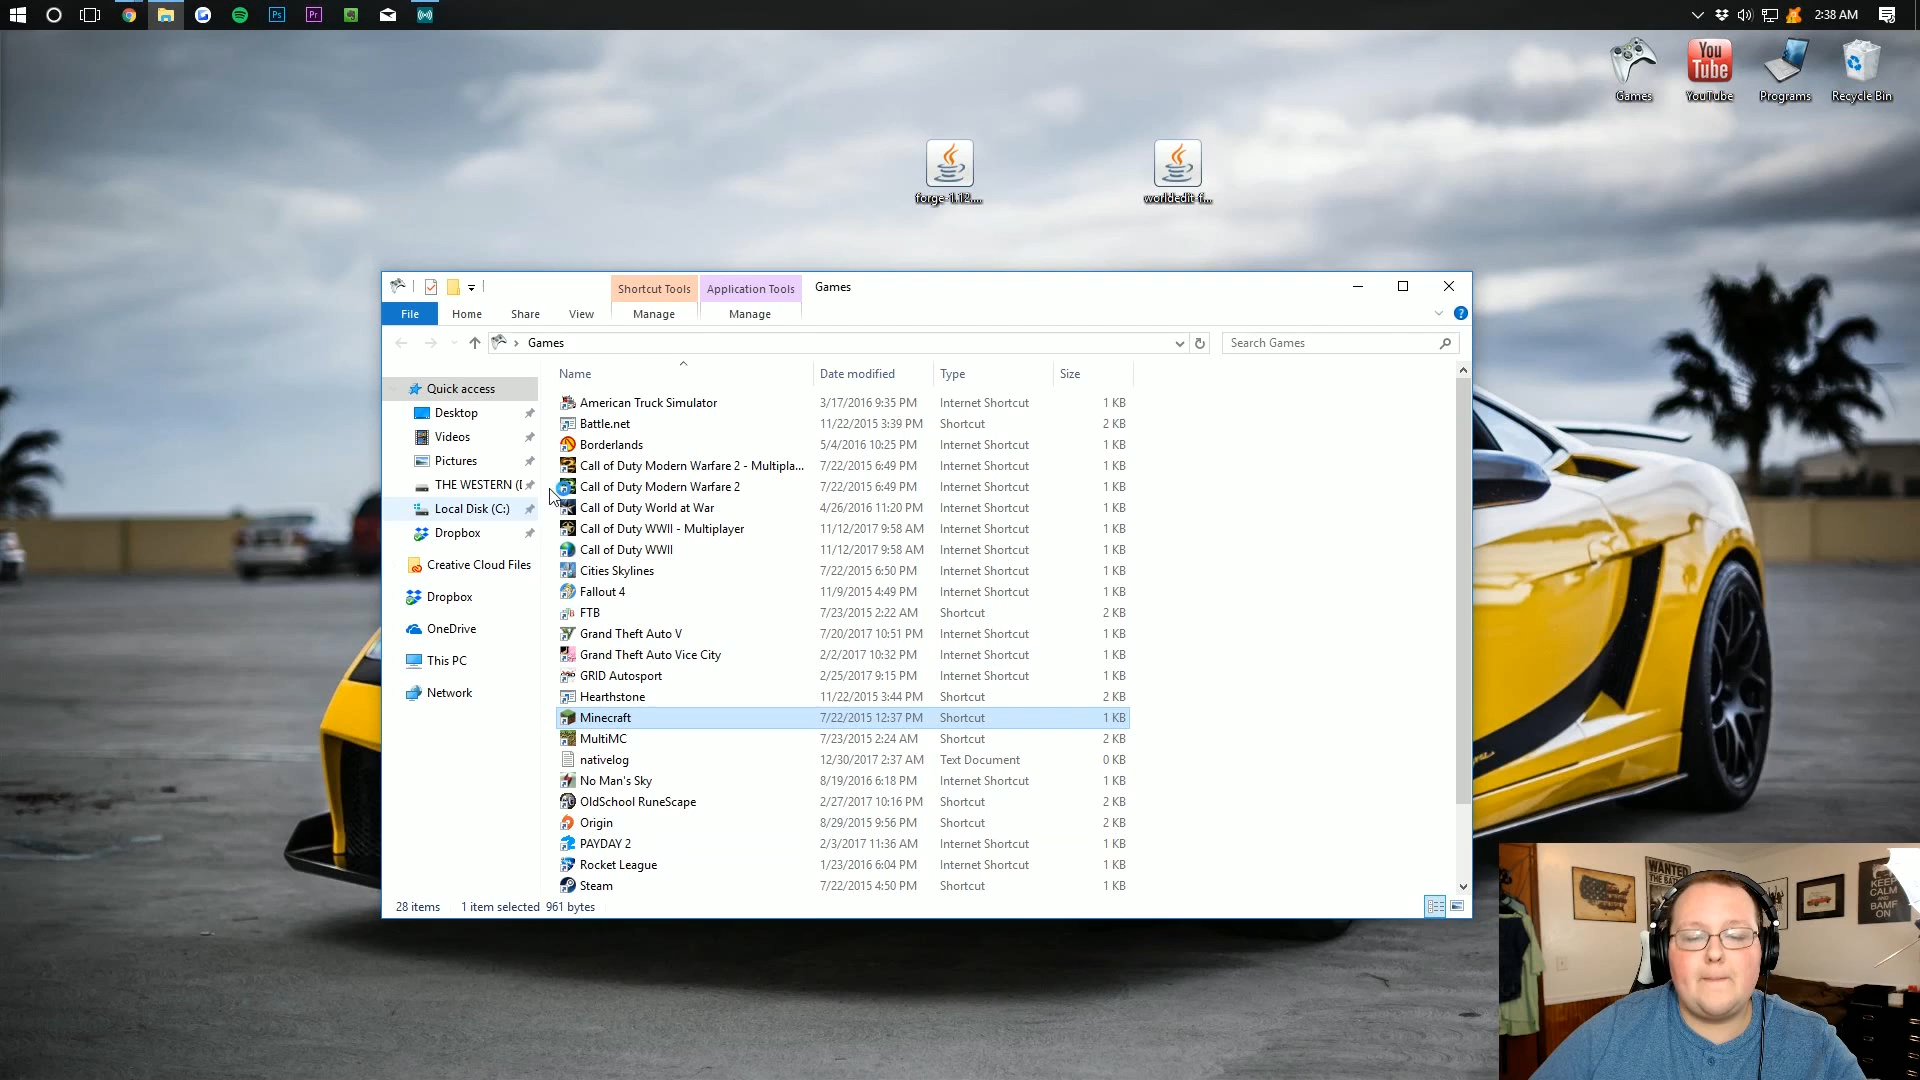 2:38 AM
Games
YouTube
Programs
Recycle Bin
You
Tube
Ps
Pr
forge-1.12....
worldedit-f...
Shortcut Tools
Application Tools
Games
File
Home
Share
View
Manage
Manage
Games
Search Games
Name
Date modified
Type
Size
Quick access
Desktop
Videos
Pictures
THE WESTERN (
Local Disk (C:)
Dropbox
Creative Cloud Files
Dropbox
OneDrive
This PC
Network
American Truck Simulator 3/17/2016 9:35 PM Internet Shortcut 1 KB
Battle.net 11/22/2015 3:39 PM Shortcut 2 KB
Borderlands 5/4/2016 10:25 PM Internet Shortcut 1 KB
Call of Duty Modern Warfare 2 - Multipla... 7/22/2015 6:49 PM Internet Shortcut 1 KB
Call of Duty Modern Warfare 2 7/22/2015 6:49 PM Internet Shortcut 1 KB
Call of Duty World at War 4/26/2016 11:20 PM Internet Shortcut 1 KB
Call of Duty WWII - Multiplayer 11/12/2017 9:58 AM Internet Shortcut 1 KB
Call of Duty WWII 11/12/2017 9:58 AM Internet Shortcut 1 KB
Cities Skylines 7/22/2015 6:50 PM Internet Shortcut 1 KB
Fallout 4 11/9/2015 4:49 PM Internet Shortcut 1 KB
FTB 7/23/2015 2:22 AM Shortcut 2 KB
Grand Theft Auto V 7/20/2017 10:51 PM Internet Shortcut 1 KB
Grand Theft Auto Vice City 2/2/2017 10:32 PM Internet Shortcut 1 KB
GRID Autosport 2/25/2017 9:15 PM Internet Shortcut 1 KB
Hearthstone 11/22/2015 3:44 PM Shortcut 2 KB
Minecraft 7/22/2015 12:37 PM Shortcut 1 KB
MultiMC 7/23/2015 2:24 AM Shortcut 2 KB
nativelog 12/30/2017 2:37 AM Text Document 0 KB
No Man's Sky 8/19/2016 6:18 PM Internet Shortcut 1 KB
OldSchool RuneScape 2/27/2017 10:16 PM Shortcut 2 KB
Origin 8/29/2015 9:56 PM Shortcut 2 KB
PAYDAY 2 2/3/2017 11:36 AM Internet Shortcut 1 KB
Rocket League 1/23/2016 6:04 PM Internet Shortcut 1 KB
Steam 7/22/2015 4:50 PM Shortcut 1 KB
28 items 1 item selected 961 bytes
WANTED
KEEP
CALM
AND
BAMF
ON